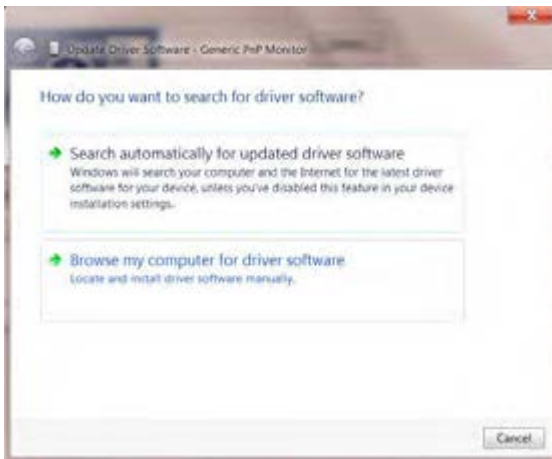 Update Driver Software - Generic PnP Monitor
How do you want to search for driver software?
Search automatically for updated driver software
Windows will search your computer and the Internet for the latest driver
software for your device, unless you've disabled this feature in your device
installation settings.
Browse my computer for driver software
Locate and install driver software manually.
Cancel